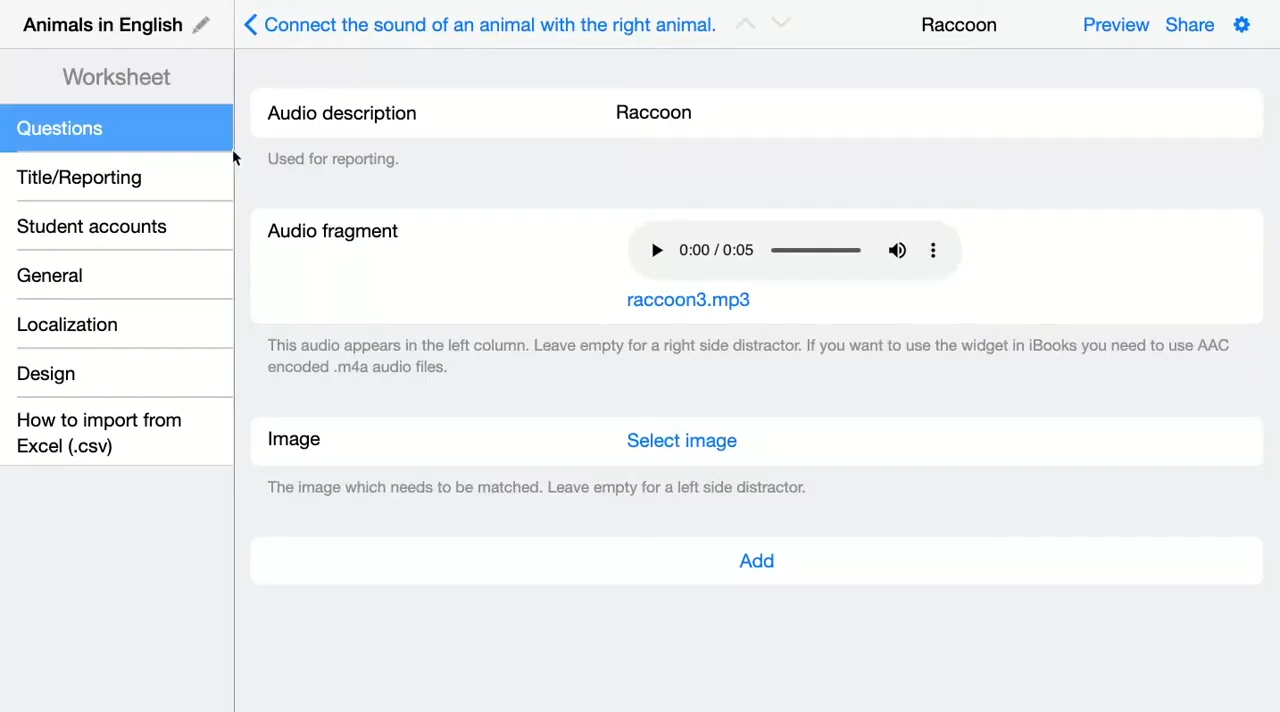 Animals in English
Connect the sound of an animal with the right animal.
Raccoon
Preview
Share
Worksheet
Questions
Title/Reporting
Student accounts
General
Localization
Design
How to import from
Excel (.csv)
Audio description
Raccoon
Used for reporting.
Audio fragment
0:00 / 0:05
raccoon3.mp3
This audio appears in the left column. Leave empty for a right side distractor. If you want to use the widget in iBooks you need to use AAC
encoded .m4a audio files.
Image
Select image
The image which needs to be matched. Leave empty for a left side distractor.
Add